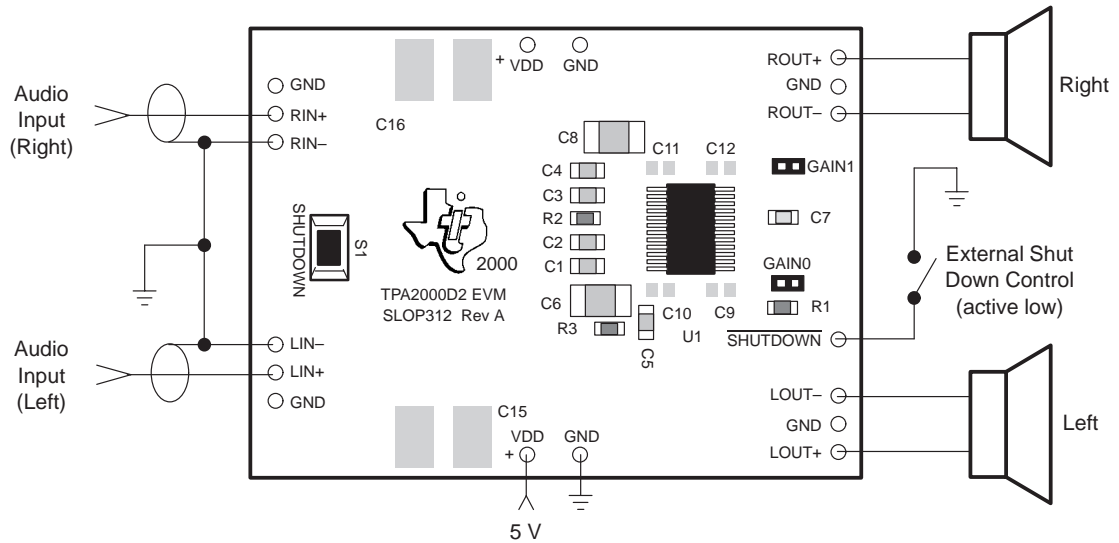 +
VDD
GND
Audio
Input
(Right)
GND
RIN+
RIN–
C16
C8
C11
C12
C4
C3
R2
C2
C1
C6
R3
C5
C10
C9
U1
ROUT+
GND
ROUT–
Right
GAIN1
C7
GAIN0
R1
SHUTDOWN
External Shut
Down Control
(active low)
SHUTDOWN
S1
2000
TPA2000D2 EVM
SLOP312 Rev A
Audio
Input
(Left)
LIN–
LIN+
GND
C15
VDD
GND
+
LOUT–
GND
LOUT+
Left
5 V